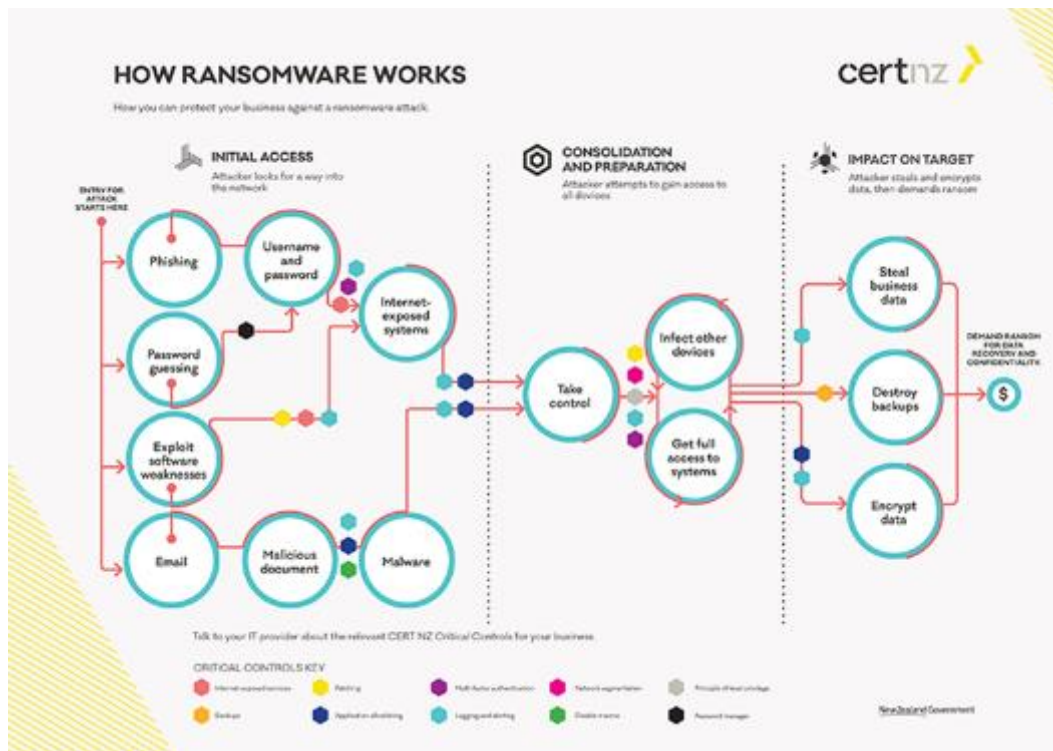 HOW RANSOMWARE WORKS
certnz
How you can protect your business against a ransomware attack.
INITIAL ACCESS
Attacker looks for a way into
the network
CONSOLIDATION
AND PREPARATION
Attacker attempts to gain access to
all devices
IMPACT ON TARGET
Attacker steals and encrypts
data, then demands ransom
ENTRY FOR
ATTACK
STARTS HERE
Phishing
Username
and
password
Internet-
exposed
systems
Password
guessing
Exploit
software
weaknesses
Email
Malicious
document
Malware
Take
control
Infect other
devices
Get full
access to
systems
Steal
business
data
Destroy
backups
Encrypt
data
DEMAND RANSOM
FOR DATA
RECOVERY AND
CONFIDENTIALITY
$
Talk to your IT provider about the relevant CERT NZ Critical Controls for your business.
CRITICAL CONTROLS KEY
Internet-exposed services
Patching
Multi-factor authentication
Network segmentation
Principle of least privilege
Backups
Application allowlisting
Logging and alerting
Disable macros
Password manager
New Zealand Government